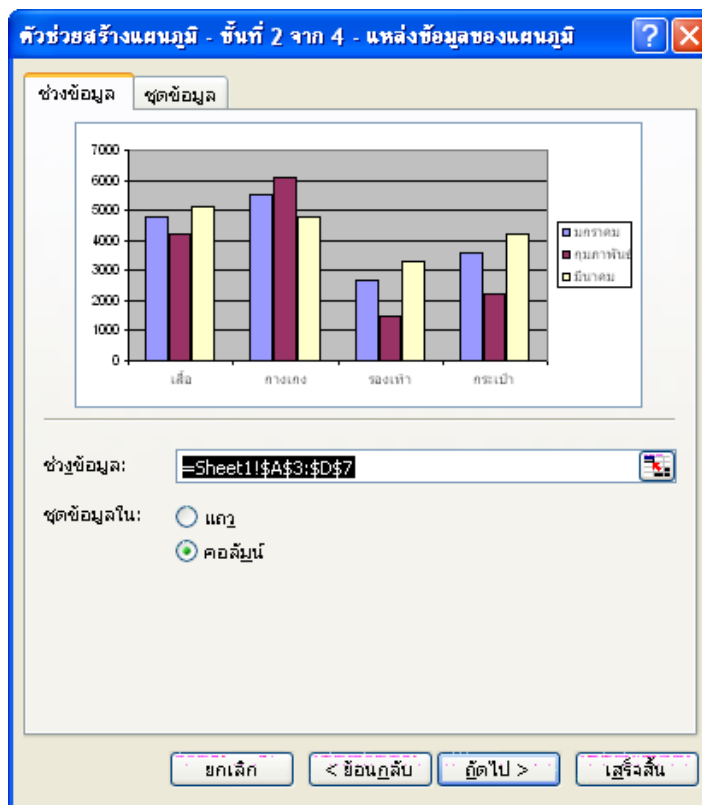 ตัวช่วยสร้างแผนภูมิ - ขั้นที่ 2 จาก 4 - แหล่งข้อมูลของแผนภูมิ
ช่วงข้อมูล ชุดข้อมูล
7000
6000
5000
4000
3000
2000
1000
0
มกราคม
กุมภาพันธ์
มีนาคม
เสื้อ กางเกง รองเท้า กระเป๋า
ช่วงข้อมูล: =Sheet1!$A$3:$D$7
ชุดข้อมูลใน: แถว
คอลัมน์
ยกเลิก < ย้อนกลับ ถัดไป > เสร็จสิ้น